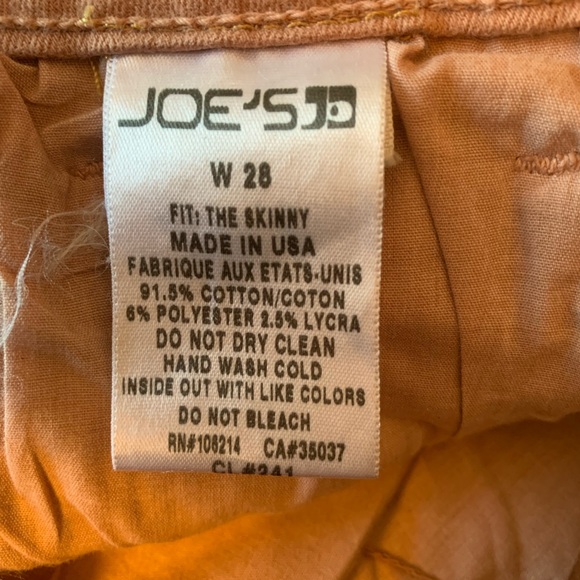 JOE'S
W 28
FIT: THE SKINNY
MADE IN USA
FABRIQUE AUX ETATS-UNIS
91.5% COTTON/COTON
6% POLYESTER 2.5% LYCRA
DO NOT DRY CLEAN
HAND WASH COLD
INSIDE OUT WITH LIKE COLORS
DO NOT BLEACH
RN#106214 CA#35037
CL#241